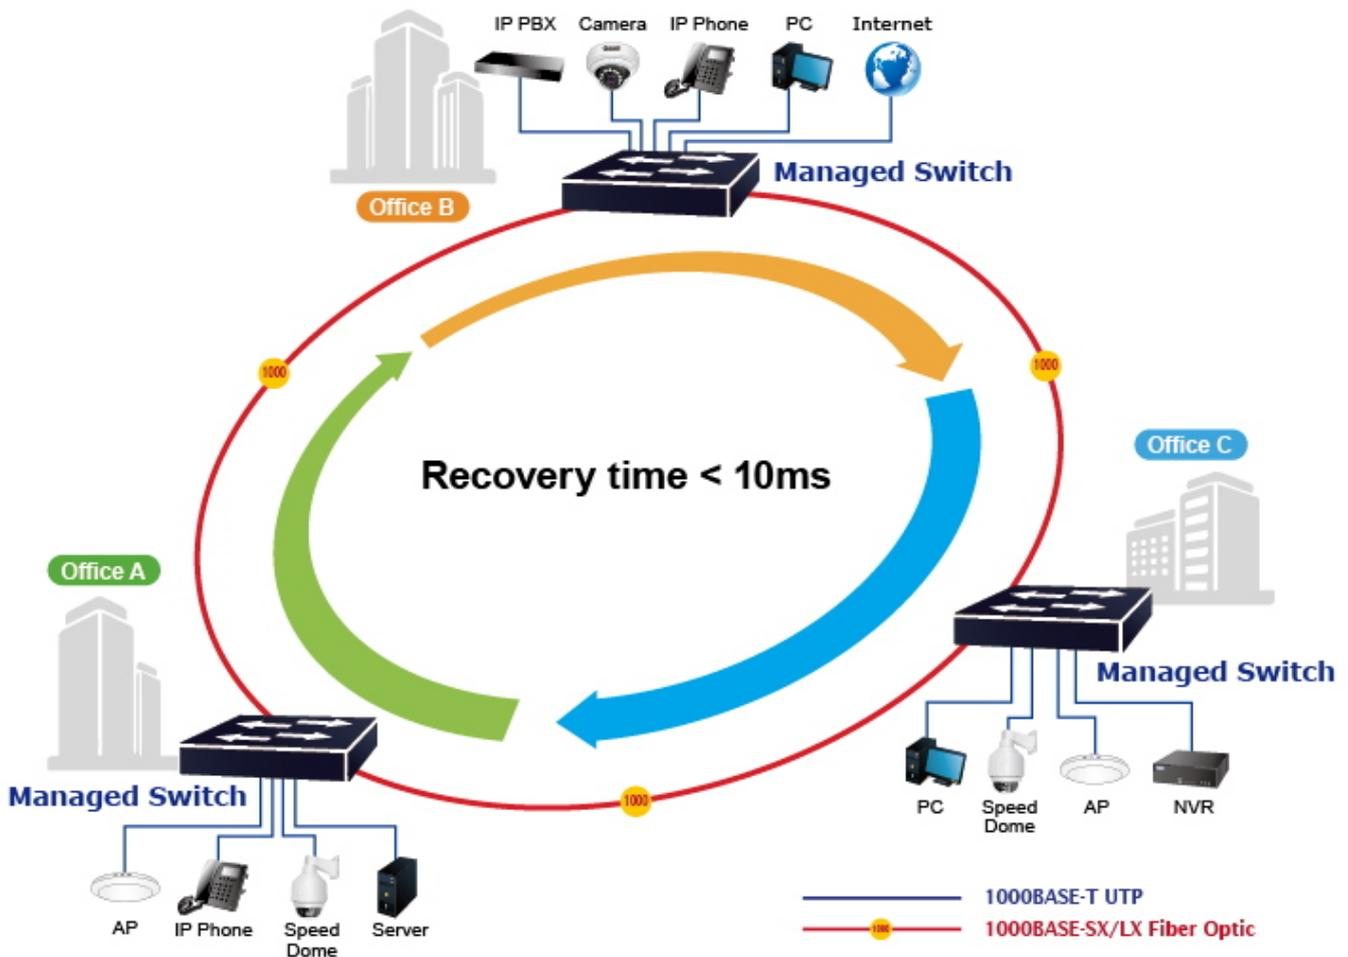 IP PBX
Camera
IP Phone
PC
Internet
Managed Switch
Office B
1000
1000
Recovery time < 10ms
Office C
Office A
Managed Switch
Managed Switch
1000
PC
Speed
Dome
AP
NVR
AP
IP Phone
Speed
Dome
Server
1000BASE-T UTP
1000
1000BASE-SX/LX Fiber Optic